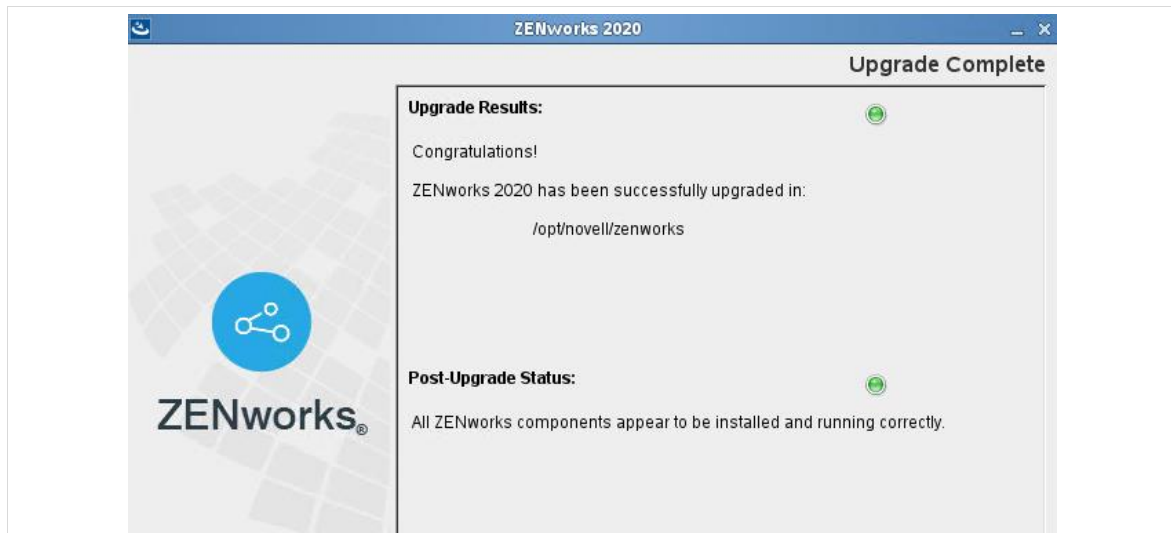 ZENworks 2020
Upgrade Complete
Upgrade Results:
Congratulations!
ZENworks 2020 has been successfully upgraded in:
/opt/novell/zenworks
Post-Upgrade Status:
All ZENworks components appear to be installed and running correctly.
ZENworks®